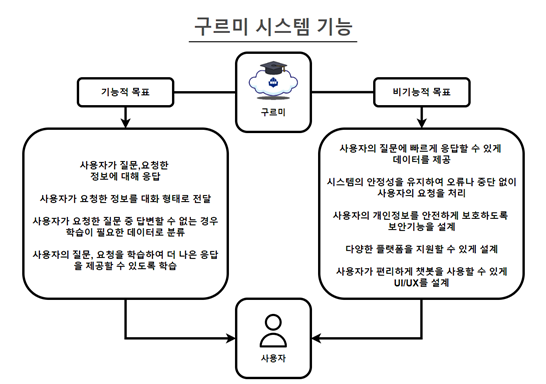 구르미 시스템 기능
기능적 목표
구르미
비기능적 목표
사용자가 질문,요청한
정보에 대해 응답
사용자가 요청한 정보를 대화 형태로 전달
사용자가 요청한 질문 중 답변할 수 없는 경우
학습이 필요한 데이터로 분류
사용자의 질문, 요청을 학습하여 더 나은 응답
을 제공할 수 있도록 학습
사용자의 질문에 빠르게 응답할 수 있게
데이터를 제공
시스템의 안정성을 유지하여 오류나 중단 없이
사용자의 요청을 처리
사용자의 개인정보를 안전하게 보호하도록
보안기능을 설계
다양한 플랫폼을 지원할 수 있게 설계
사용자가 편리하게 챗봇을 사용할 수 있게
UI/UX를 설계
사용자